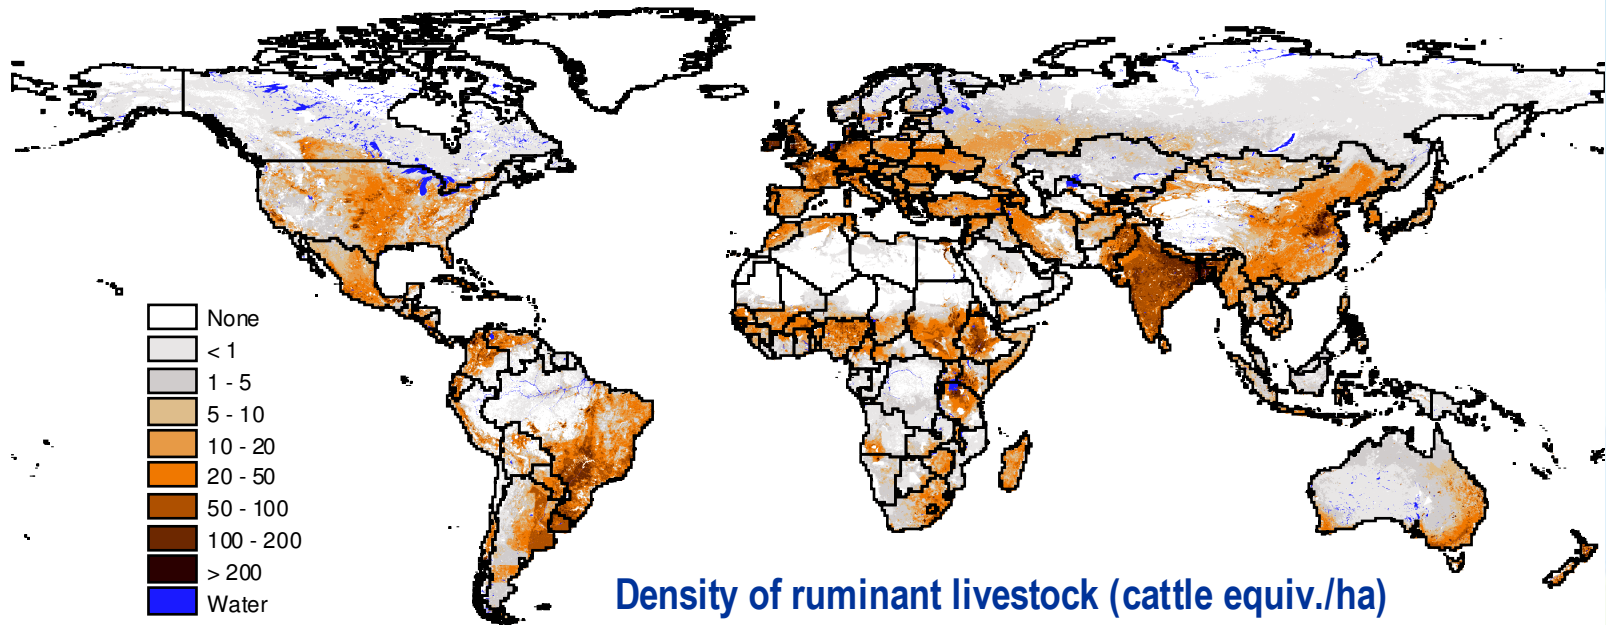 None
< 1
1 - 5
5 - 10
10 - 20
20 - 50
50 - 100
100 - 200
> 200
Water
Density of ruminant livestock (cattle equiv./ha)